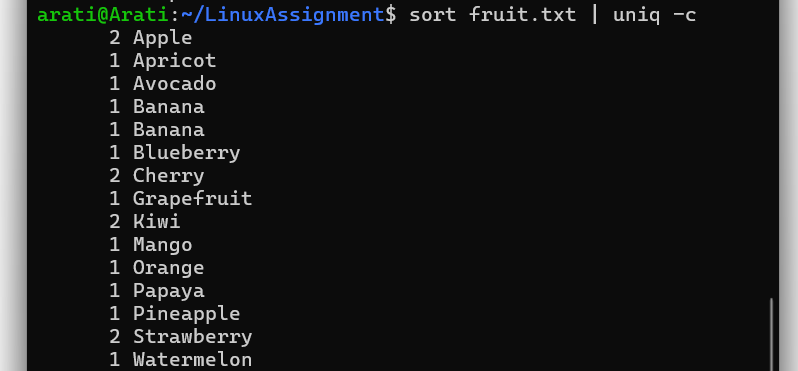 arati@Arati:~/LinuxAssignment$ sort fruit.txt | uniq -c
2 Apple
1 Apricot
1 Avocado
1 Banana
1 Banana
1 Blueberry
2 Cherry
1 Grapefruit
2 Kiwi
1 Mango
1 Orange
1 Papaya
1 Pineapple
2 Strawberry
1 Watermelon